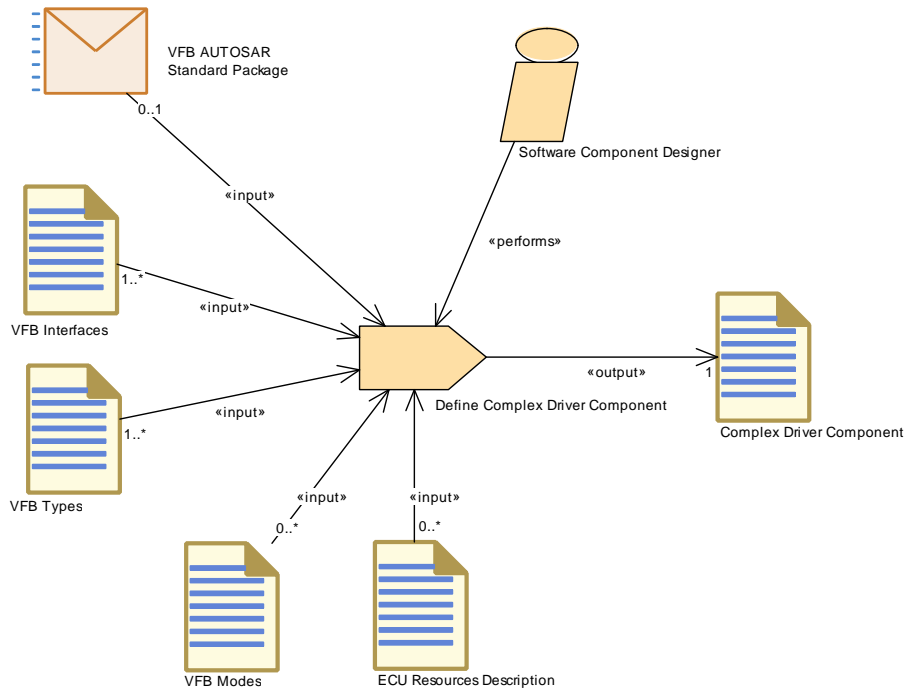 VFB AUTOSAR
Standard Package
0..1
Software Component Designer
«input»
«performs»
1..*
«input»
VFB Interfaces
«input»
1..*
«output»
1
Define Complex Driver Component
Complex Driver Component
VFB Types
«input»
«input»
0..*
0..*
VFB Modes
ECU Resources Description